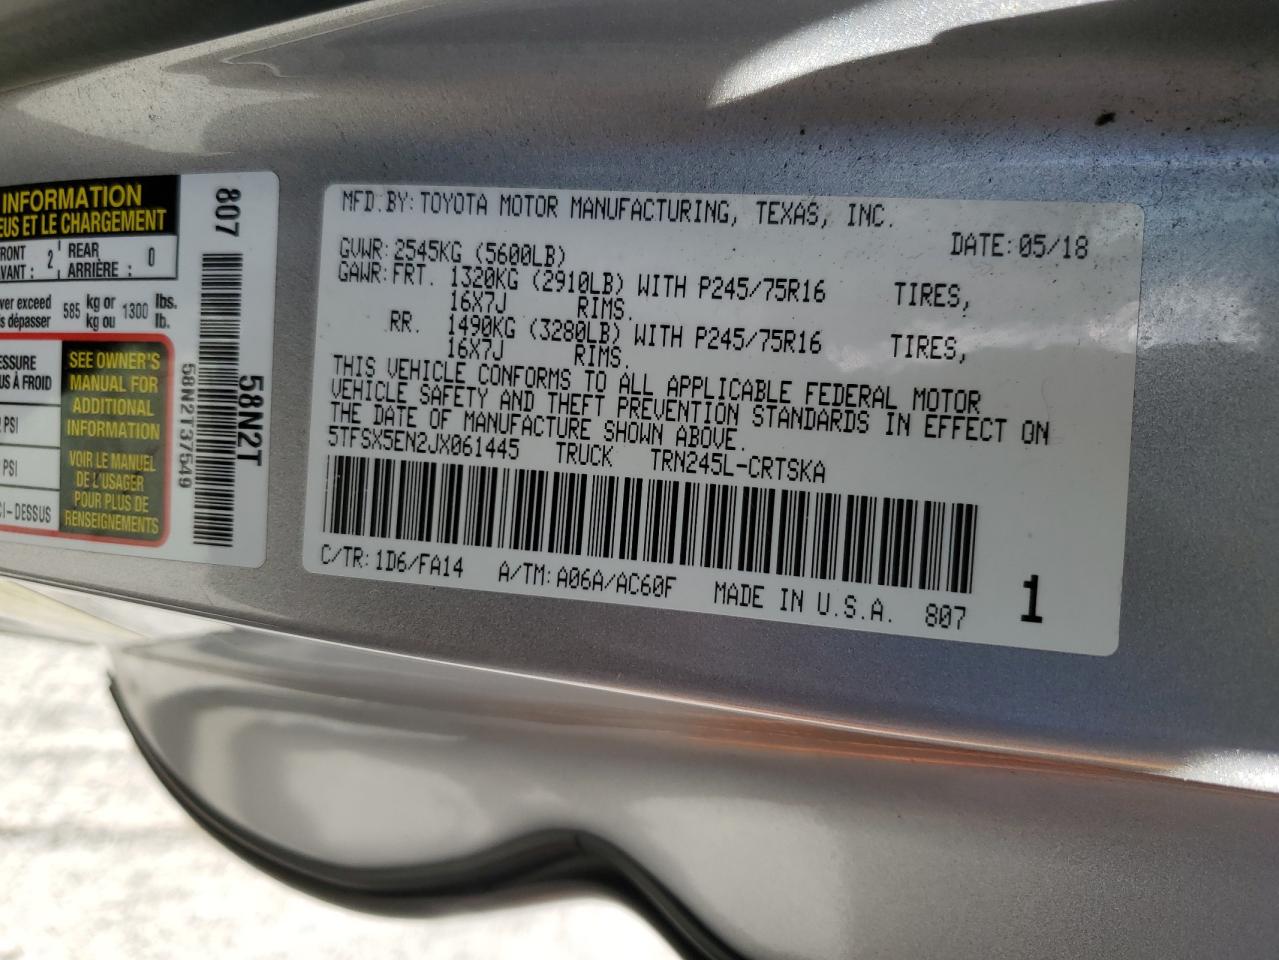 INFORMATION
EUS ET LE CHARGEMENT
FRONT 2 REAR 0
AVANT : ARRIÈRE :
ver exceed 585 kg or 1300 lbs.
is dépasser kg ou lb.
ESSURE
US À FROID
PSI
PSI
CI-DESSUS
SEE OWNER'S
MANUAL FOR
ADDITIONAL
INFORMATION
VOIR LE MANUEL
DE L'USAGER
POUR PLUS DE
RENSEIGNEMENTS
807
58N2T
58N2T37549
MFD.BY:TOYOTA MOTOR MANUFACTURING, TEXAS, INC.
DATE:05/18
GVWR:2545KG (5600LB)
GAWR:FRT. 1320KG (2910LB) WITH P245/75R16 TIRES,
16X7J RIMS.
RR. 1490KG (3280LB) WITH P245/75R16 TIRES,
16X7J RIMS.
THIS VEHICLE CONFORMS TO ALL APPLICABLE FEDERAL MOTOR
VEHICLE SAFETY AND THEFT PREVENTION STANDARDS IN EFFECT ON
THE DATE OF MANUFACTURE SHOWN ABOVE.
5TFSX5EN2JX061445 TRUCK TRN245L-CRTSKA
C/TR:1D6/FA14 A/TM:A06A/AC60F MADE IN U.S.A. 807 1